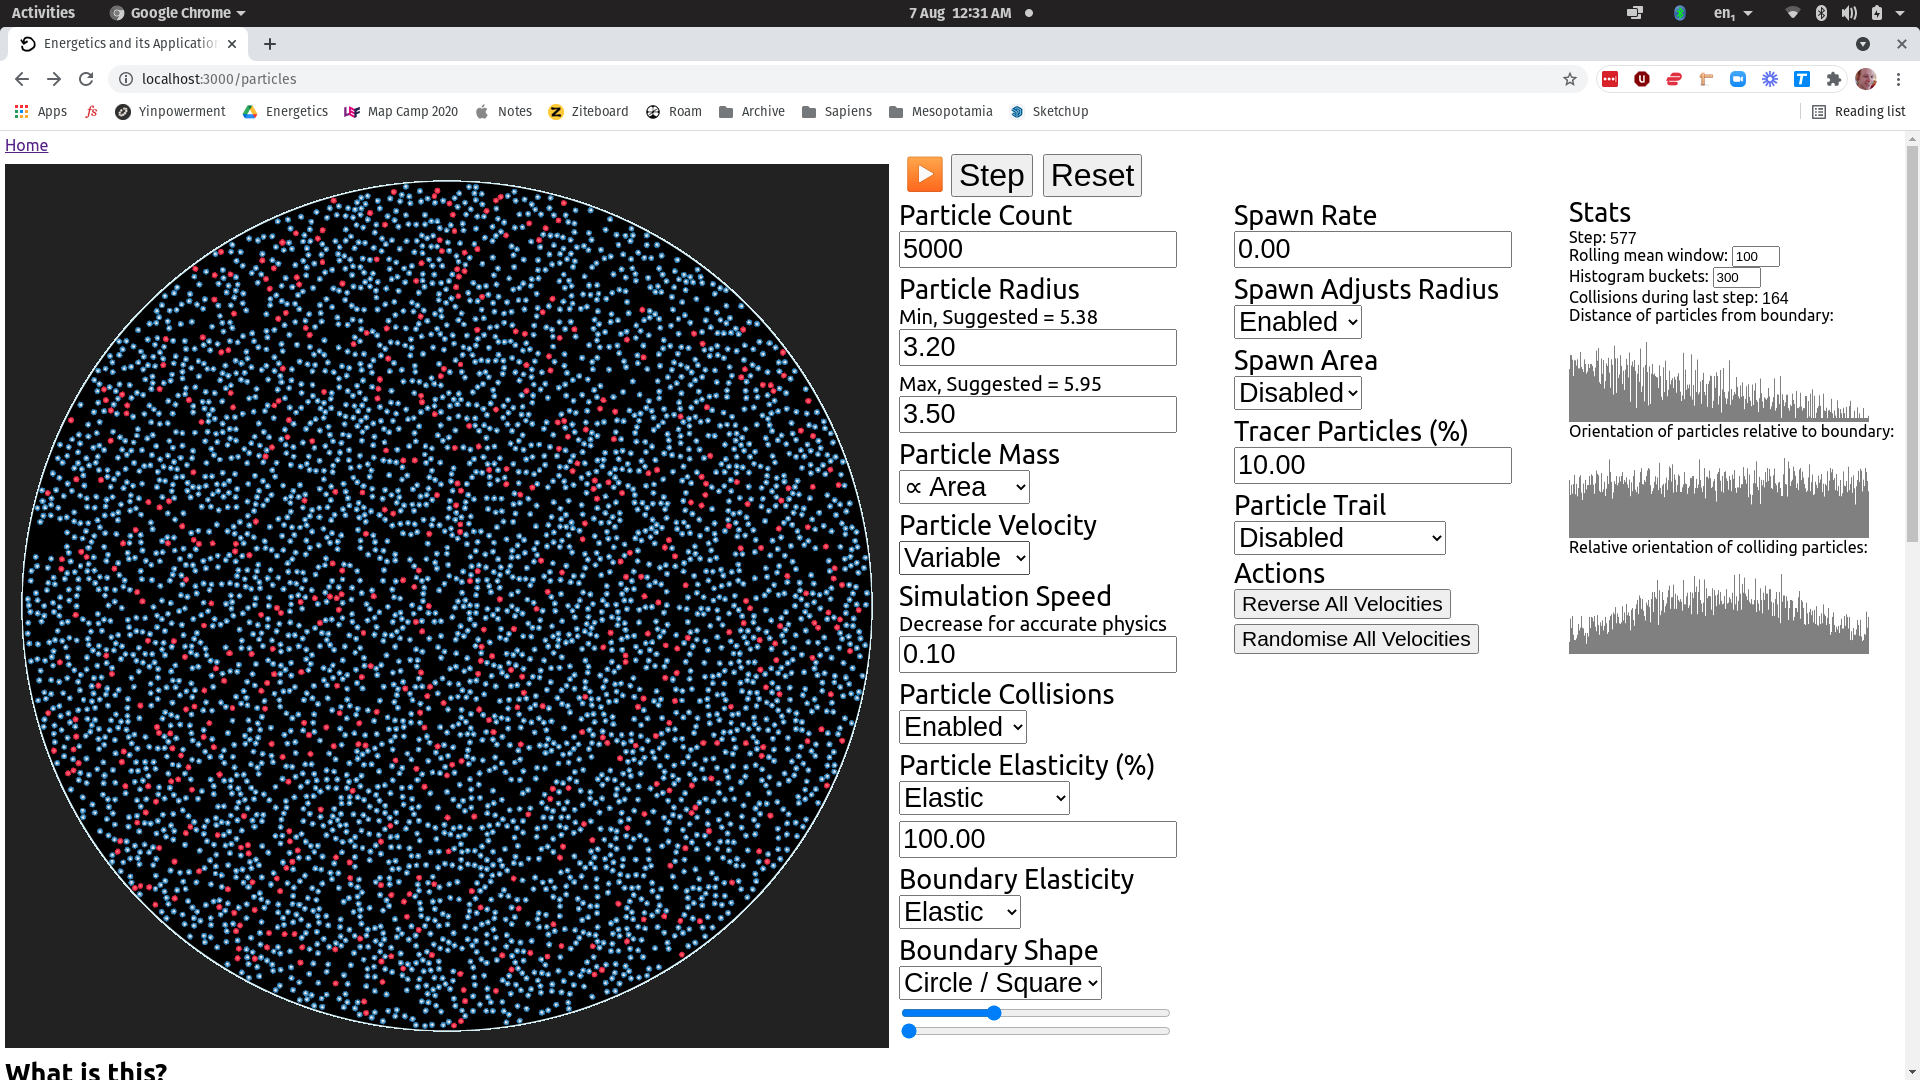 Activities Google Chrome 7 Aug 12:31 AM en1
Energetics and its Application
localhost:3000/particles
Apps fs Yinpowerment Energetics Map Camp 2020 Notes Ziteboard Roam Archive Sapiens Mesopotamia SketchUp Reading list
Home
Step Reset
Particle Count
5000
Particle Radius
Min, Suggested = 5.38
3.20
Max, Suggested = 5.95
3.50
Particle Mass
∝ Area
Particle Velocity
Variable
Simulation Speed
Decrease for accurate physics
0.10
Particle Collisions
Enabled
Particle Elasticity (%)
Elastic
100.00
Boundary Elasticity
Elastic
Boundary Shape
Circle / Square
Spawn Rate
0.00
Spawn Adjusts Radius
Enabled
Spawn Area
Disabled
Tracer Particles (%)
10.00
Particle Trail
Disabled
Actions
Reverse All Velocities
Randomise All Velocities
Stats
Step: 577
Rolling mean window: 100
Histogram buckets: 300
Collisions during last step: 164
Distance of particles from boundary:
Orientation of particles relative to boundary:
Relative orientation of colliding particles:
What is this?